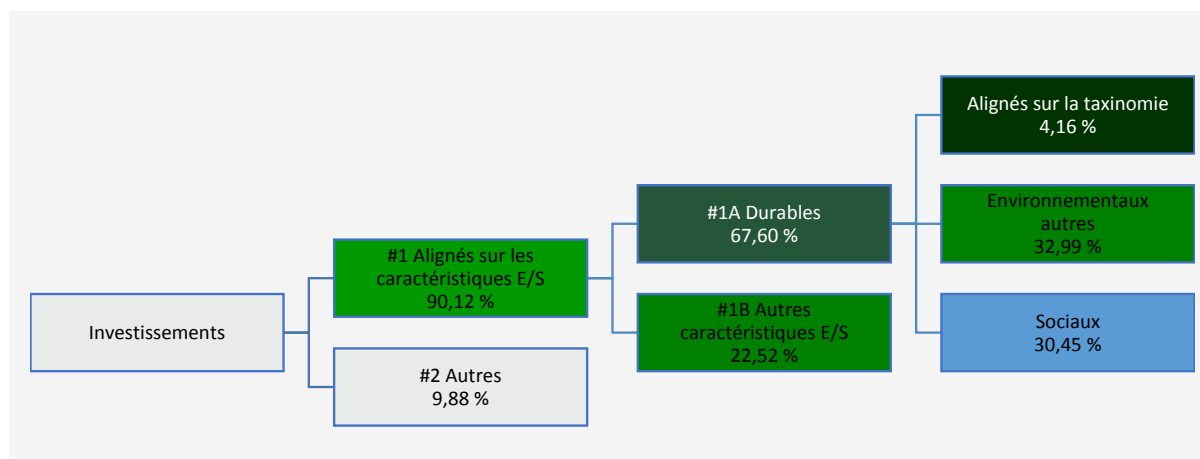 Investissements
#1 Alignés sur les
caractéristiques E/S
90,12 %
#2 Autres
9,88 %
#1A Durables
67,60 %
#1B Autres
caractéristiques E/S
22,52 %
Alignés sur la taxinomie
4,16 %
Environnementaux
autres
32,99 %
Sociaux
30,45 %